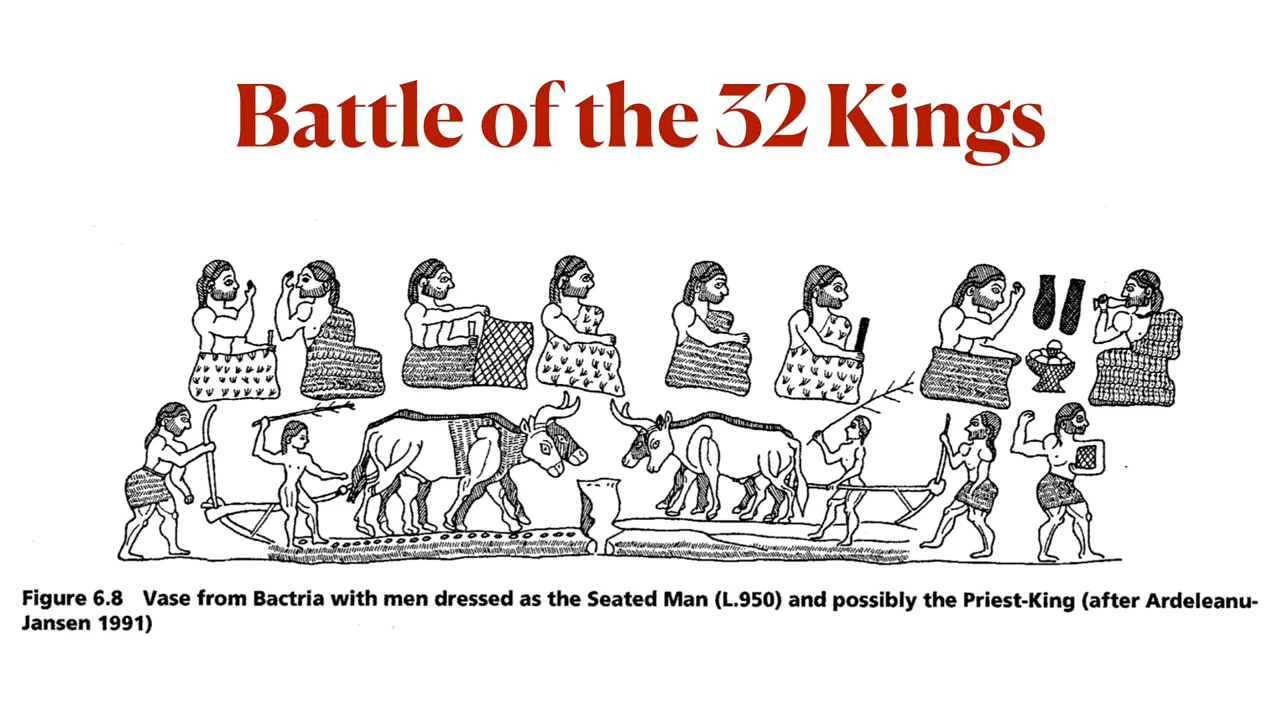 Battle of the 32 Kings
Figure 6.8 Vase from Bactria with men dressed as the Seated Man (L.950) and possibly the Priest-King (after Ardeleanu-
Jansen 1991)